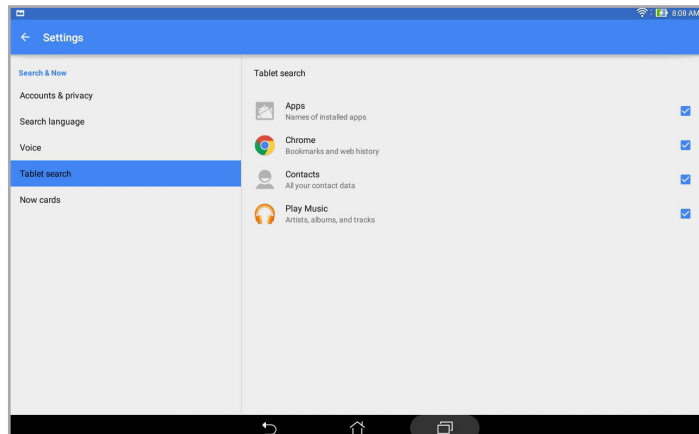 8:08 AM
Settings
Search & Now
Accounts & privacy
Search language
Voice
Tablet search
Now cards
Tablet search
Apps
Names of installed apps
Chrome
Bookmarks and web history
Contacts
All your contact data
Play Music
Artists, albums, and tracks